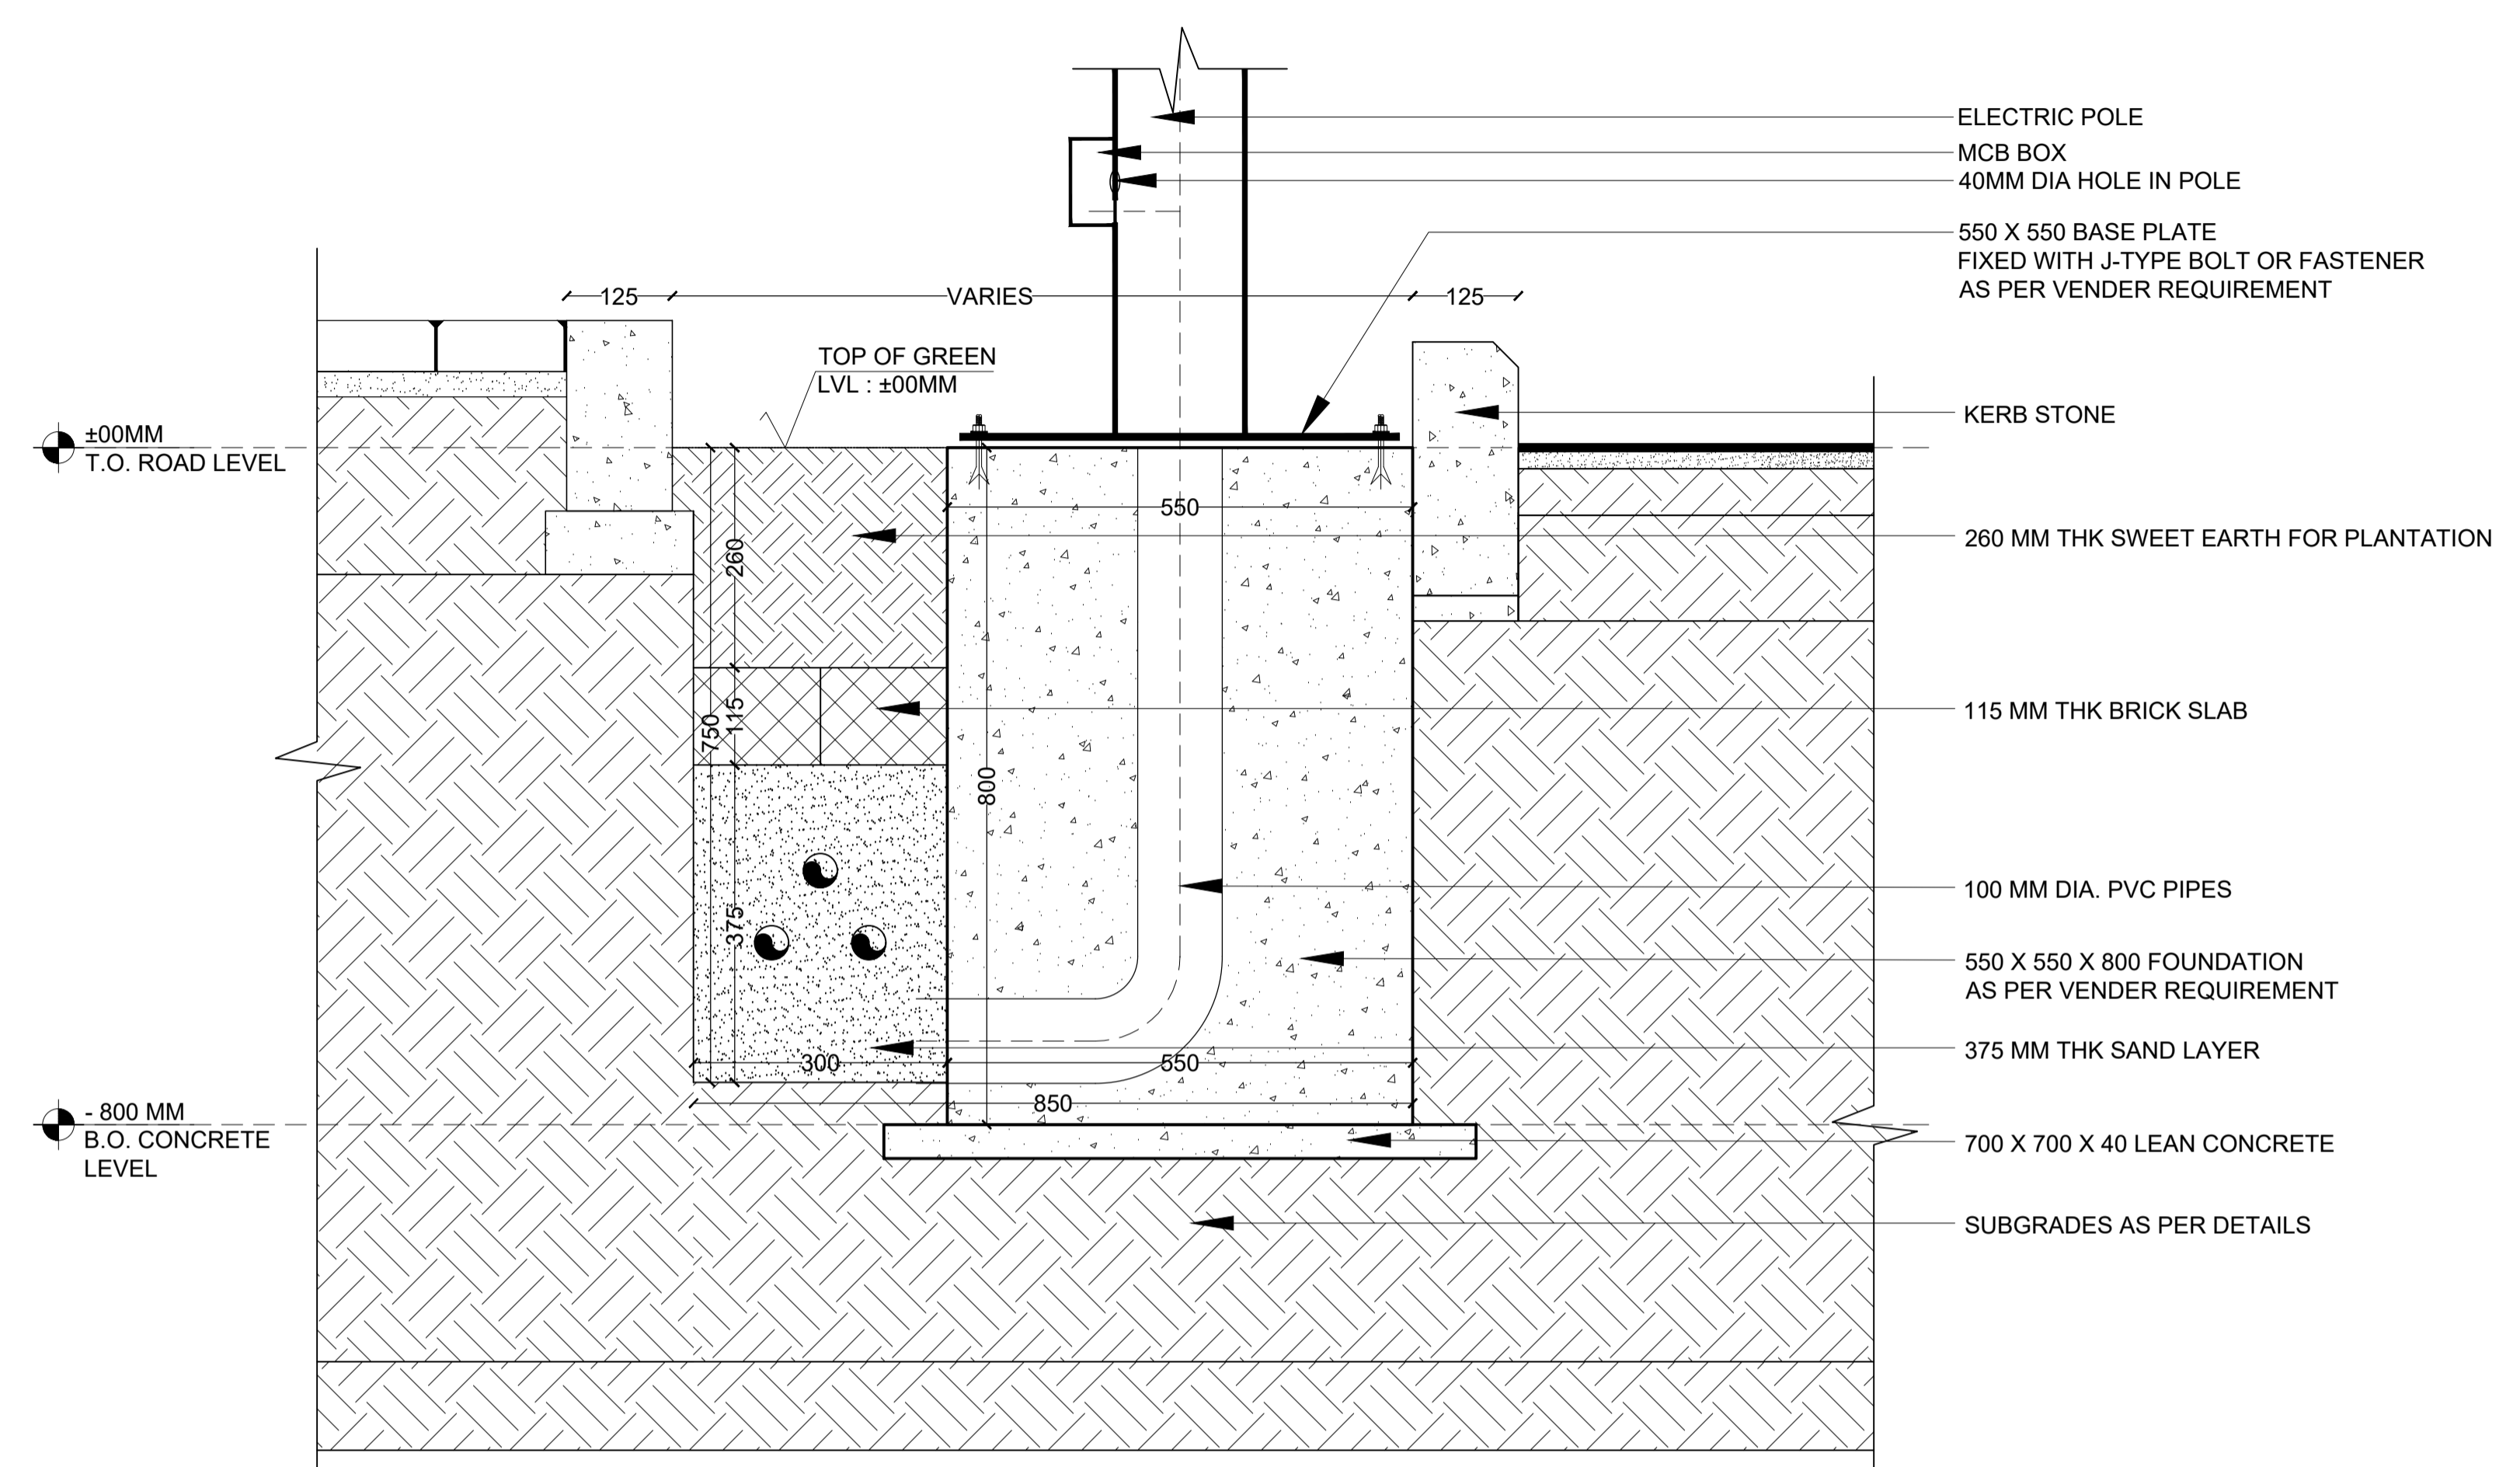 ELECTRIC POLE
MCB BOX
40MM DIA HOLE IN POLE
550 X 550 BASE PLATE
FIXED WITH J-TYPE BOLT OR FASTENER
AS PER VENDER REQUIREMENT
125
VARIES
125
TOP OF GREEN
LVL : ±00MM
KERB STONE
±00MM
T.O. ROAD LEVEL
550
260 MM THK SWEET EARTH FOR PLANTATION
260
115 MM THK BRICK SLAB
115
750
800
100 MM DIA. PVC PIPES
375
550 X 550 X 800 FOUNDATION
AS PER VENDER REQUIREMENT
375 MM THK SAND LAYER
300
550
850
- 800 MM
B.O. CONCRETE
LEVEL
700 X 700 X 40 LEAN CONCRETE
SUBGRADES AS PER DETAILS